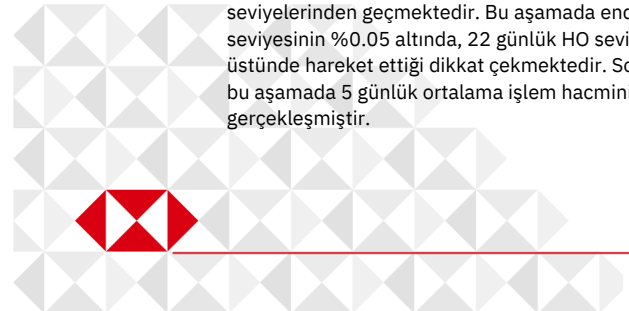 seviyelerinden geçmektedir. Bu aşamada end
seviyesinin %0.05 altında, 22 günlük HO sevi
üstünde hareket ettiği dikkat çekmektedir. So
bu aşamada 5 günlük ortalama işlem hacmini
gerçekleşmiştir.